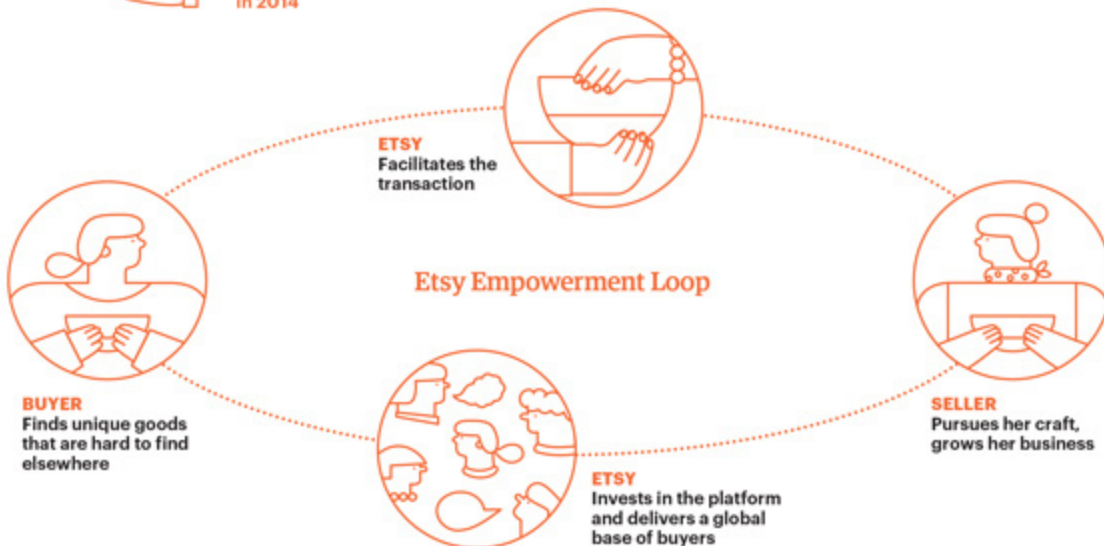 in 2014
ETSY
Facilitates the
transaction
Etsy Empowerment Loop
BUYER
Finds unique goods
that are hard to find
elsewhere
SELLER
Pursues her craft,
grows her business
ETSY
Invests in the platform
and delivers a global
base of buyers